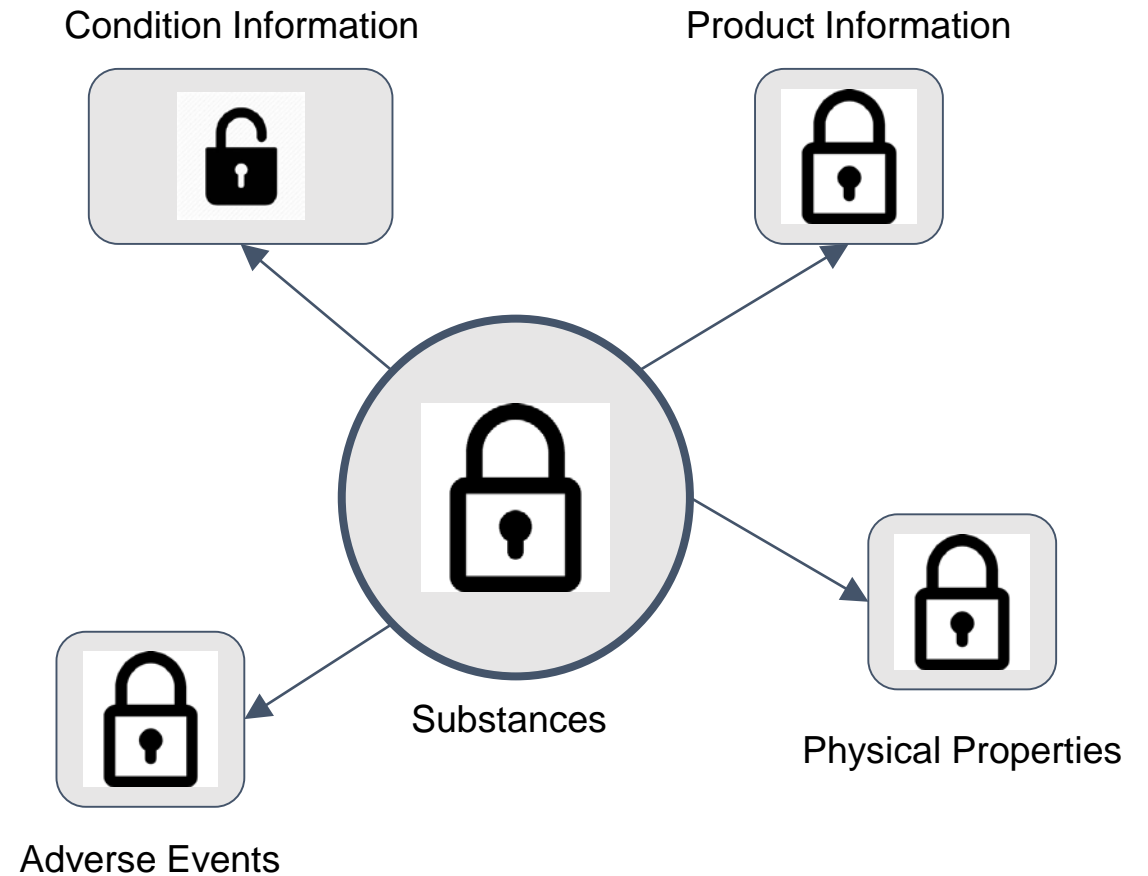 Condition Information
Product Information
Substances
Physical Properties
Adverse Events